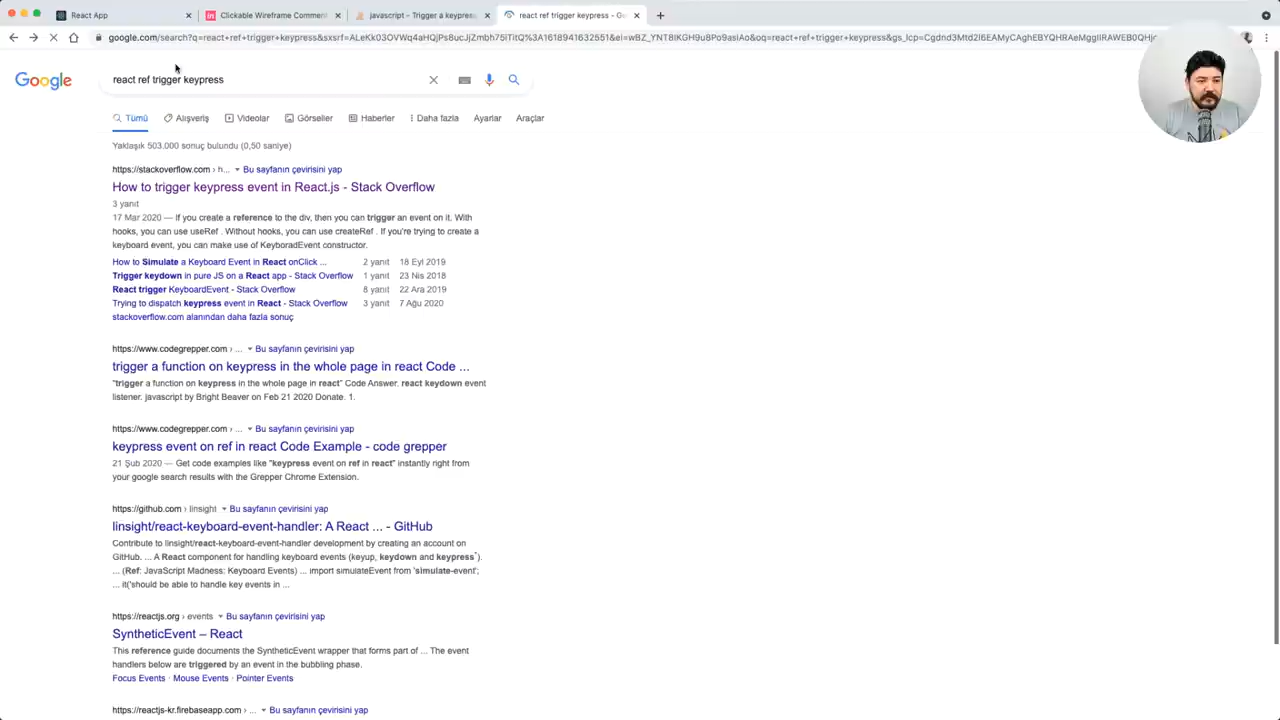 React App
Clickable Wireframe Comment
javascript – Trigger a keypress
react ref trigger keypress - Go
google.com/search?q=react+ref+trigger+keypress&sxsrf=
Google
react ref trigger keypress
Tümü
Alışveriş
Videolar
Görseller
Haberler
Daha fazla
Ayarlar
Araçlar
Yaklaşık 503.000 sonuç bulundu (0,50 saniye)
https://stackoverflow.com › h... Bu sayfanın çevirisini yap
How to trigger keypress event in React.js - Stack Overflow
3 yanıt
17 Mar 2020 — If you create a reference to the div, then you can trigger an event on it. With
hooks, you can use useRef . Without hooks, you can use createRef . If you're trying to create a
keyboard event, you can make use of KeyboradEvent constructor.
How to Simulate a Keyboard Event in React onClick ... 2 yanıt 18 Eyl 2019
Trigger keydown in pure JS on a React app - Stack Overflow 1 yanıt 23 Nis 2018
React trigger KeyboardEvent - Stack Overflow 8 yanıt 22 Ara 2019
Trying to dispatch keypress event in React - Stack Overflow 3 yanıt 7 Ağu 2020
stackoverflow.com alanından daha fazla sonuç
https://www.codegrepper.com › ... Bu sayfanın çevirisini yap
trigger a function on keypress in the whole page in react Code ...
"trigger a function on keypress in the whole page in react" Code Answer. react keydown event
listener. javascript by Bright Beaver on Feb 21 2020 Donate. 1.
https://www.codegrepper.com › ... Bu sayfanın çevirisini yap
keypress event on ref in react Code Example - code grepper
21 Şub 2020 — Get code examples like "keypress event on ref in react" instantly right from
your google search results with the Grepper Chrome Extension.
https://github.com › linsight Bu sayfanın çevirisini yap
linsight/react-keyboard-event-handler: A React ... - GitHub
Contribute to linsight/react-keyboard-event-handler development by creating an account on
GitHub. ... A React component for handling keyboard events (keyup, keydown and keypress*).
... (Ref: JavaScript Madness: Keyboard Events) ... import simulateEvent from 'simulate-event';
... it('should be able to handle key events in ...
https://reactjs.org › events Bu sayfanın çevirisini yap
SyntheticEvent – React
This reference guide documents the SyntheticEvent wrapper that forms part of ... The event
handlers below are triggered by an event in the bubbling phase.
Focus Events · Mouse Events · Pointer Events
https://reactjs-kr.firebaseapp.com › ... Bu sayfanın çevirisini yap